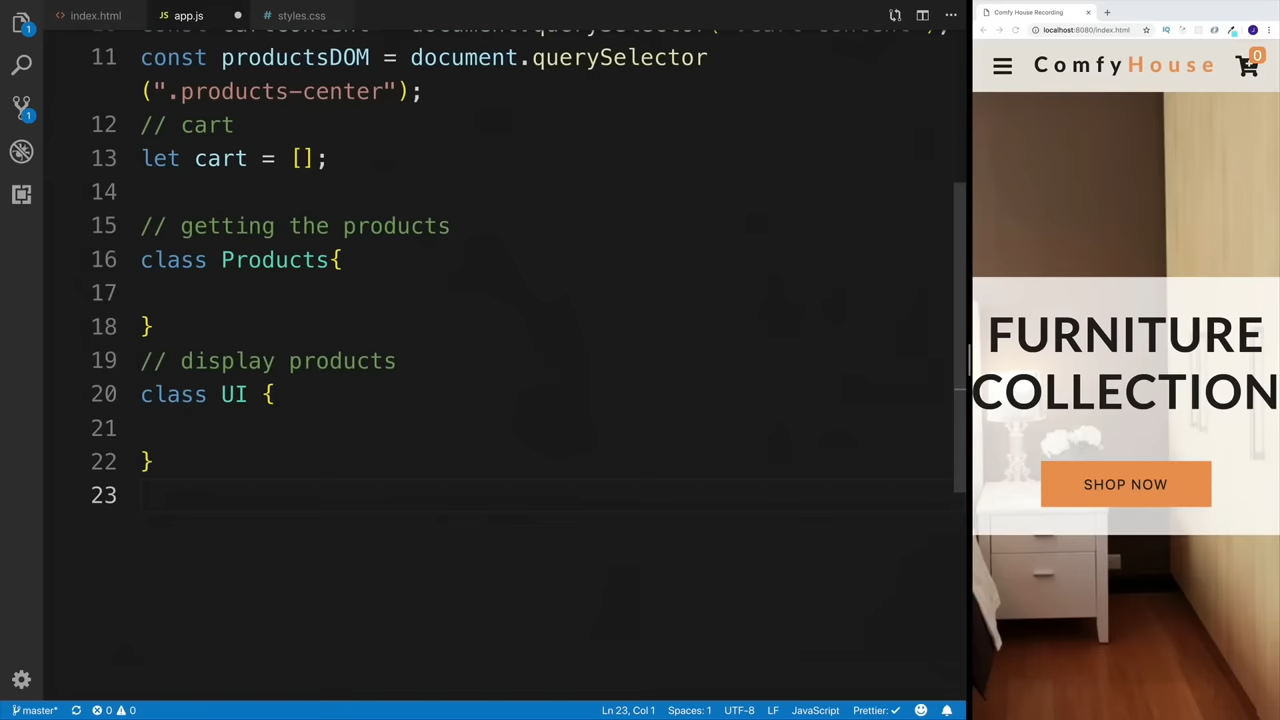 index.html
app.js
styles.css
11 const productsDOM = document.querySelector
(".products-center");
12 // cart
13 let cart = [];
14
15 // getting the products
16 class Products{
17
18 }
19 // display products
20 class UI {
21
22 }
23
1
1
master*
0
0
Ln 23, Col 1
Spaces: 1
UTF-8
LF
JavaScript
Prettier:
Comfy House Recording
localhost:8080/index.html
ComfyHouse
0
FURNITURE
COLLECTION
SHOP NOW